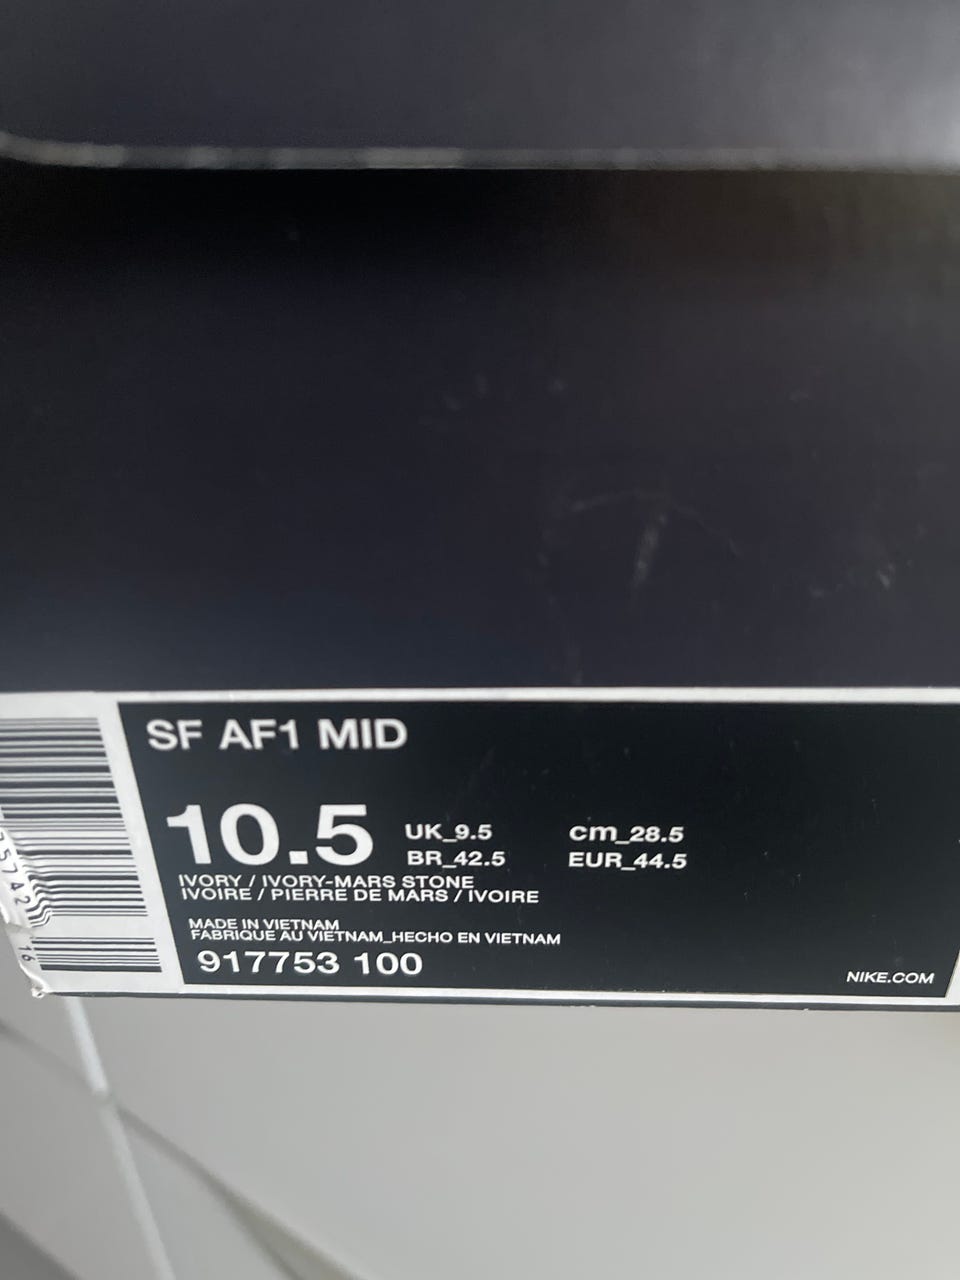 SF AF1 MID
10.5
UK_9.5 cm_28.5
BR_42.5 EUR_44.5
IVORY / IVORY-MARS STONE
IVOIRE / PIERRE DE MARS / IVOIRE
MADE IN VIETNAM
FABRIQUE AU VIETNAM_HECHO EN VIETNAM
917753 100
NIKE.COM
16